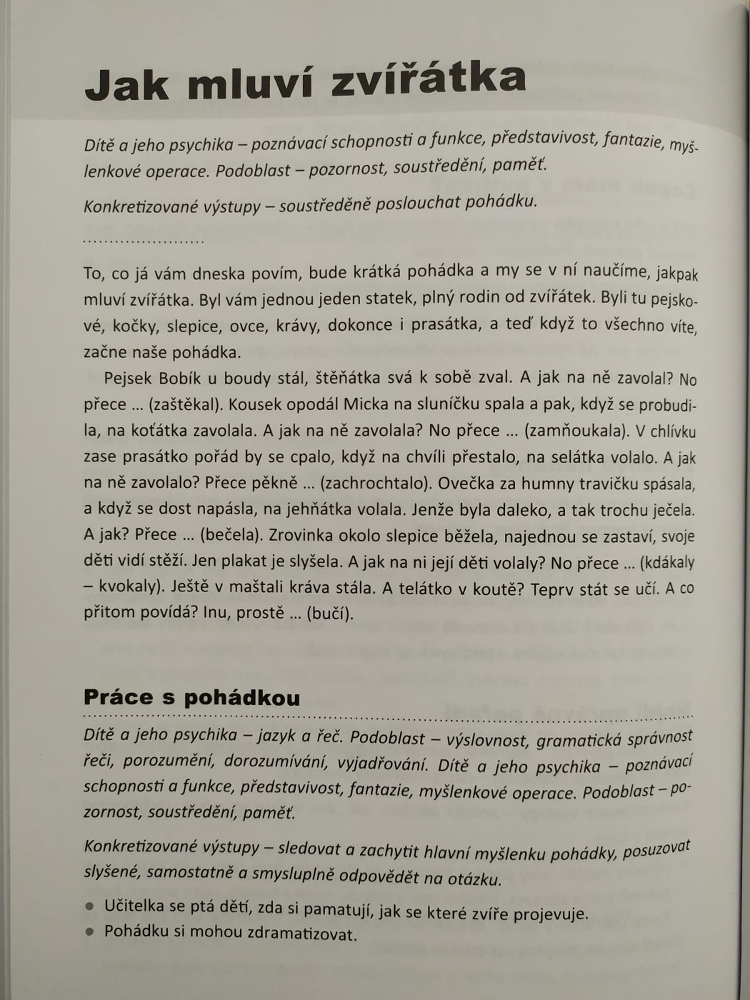 Jak mluví zvířátka
Dítě a jeho psychika – poznávací schopnosti a funkce, představivost, fantazie, myš-
lenkové operace. Podoblast – pozornost, soustředění, paměť.
Konkretizované výstupy – soustředěně poslouchat pohádku.
.......................
To, co já vám dneska povím, bude krátká pohádka a my se v ní naučíme, jakpak
mluví zvířátka. Byl vám jednou jeden statek, plný rodin od zvířátek. Byli tu pejsko-
vé, kočky, slepice, ovce, krávy, dokonce i prasátka, a teď když to všechno víte,
začne naše pohádka.
Pejsek Bobík u boudy stál, štěňátka svá k sobě zval. A jak na ně zavolal? No
přece ... (zaštěkal). Kousek opodál Micka na sluníčku spala a pak, když se probudi-
la, na koťátka zavolala. A jak na ně zavolala? No přece ... (zamňoukala). V chlívku
zase prasátko pořád by se cpalo, když na chvíli přestalo, na selátka volalo. A jak
na ně zavolalo? Přece pěkně ... (zachrochtalo). Ovečka za humny travičku spásala,
a když se dost napásla, na jehňátka volala. Jenže byla daleko, a tak trochu ječela.
A jak? Přece ... (bečela). Zrovinka okolo slepice běžela, najednou se zastaví, svoje
děti vidí stěží. Jen plakat je slyšela. A jak na ni její děti volaly? No přece ... (kdákaly
– kvokaly). Ještě v maštali kráva stála. A telátko v koutě? Teprv stát se učí. A co
přitom povídá? Inu, prostě ... (bučí).
Práce s pohádkou
Dítě a jeho psychika – jazyk a řeč. Podoblast – výslovnost, gramatická správnost
řeči, porozumění, dorozumívání, vyjadřování. Dítě a jeho psychika – poznávací
schopnosti a funkce, představivost, fantazie, myšlenkové operace. Podoblast – po-
zornost, soustředění, paměť.
Konkretizované výstupy – sledovat a zachytit hlavní myšlenku pohádky, posuzovat
slyšené, samostatně a smysluplně odpovědět na otázku.
● Učitelka se ptá dětí, zda si pamatují, jak se které zvíře projevuje.
● Pohádku si mohou zdramatizovat.